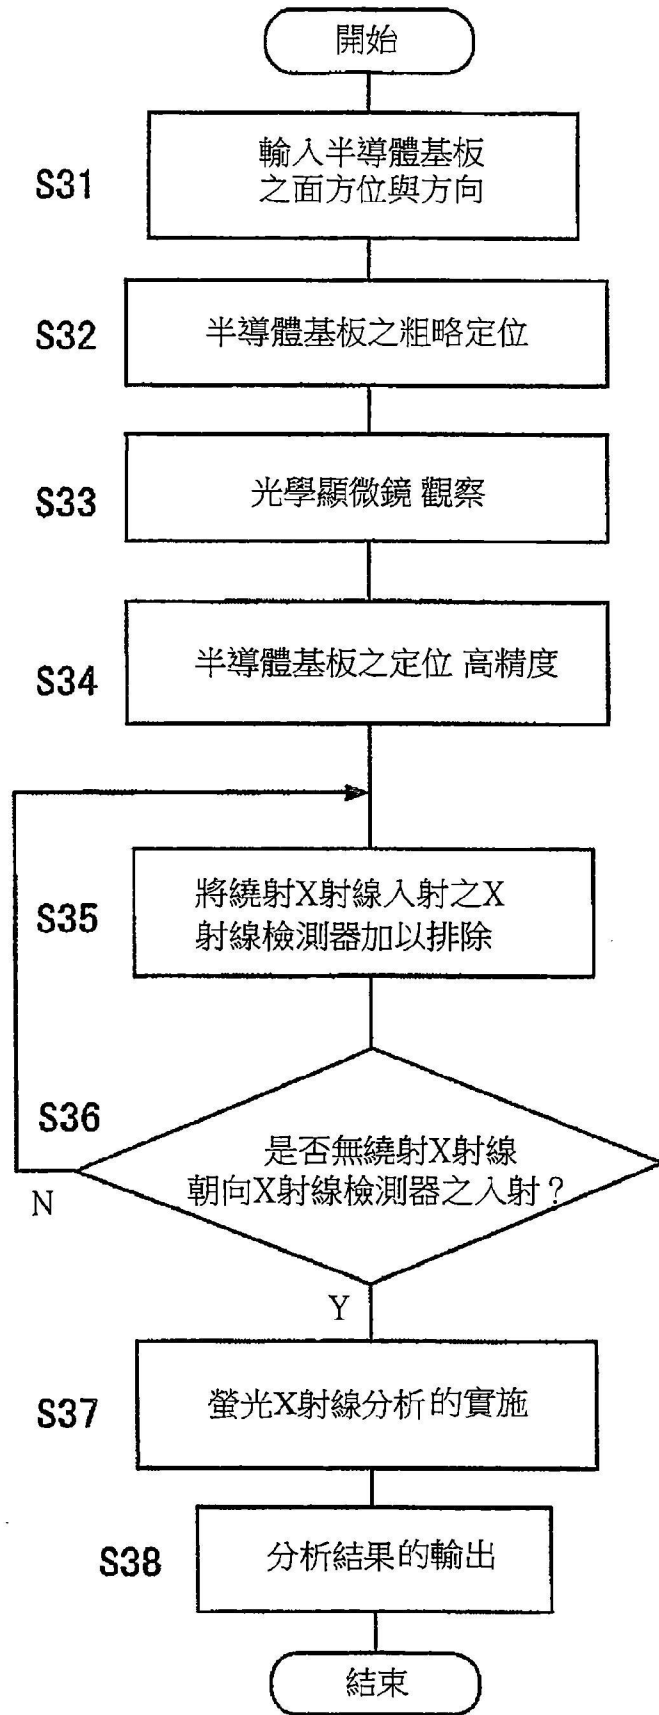 開始
S31
輸入半導體基板
之面方位與方向
S32
半導體基板之粗略定位
S33
光學顯微鏡 觀察
S34
半導體基板之定位 高精度
S35
將繞射X射線入射之X
射線檢測器加以排除
S36
是否無繞射X射線
朝向X射線檢測器之入射？
N
Y
S37
螢光X射線分析的實施
S38
分析結果的輸出
結束